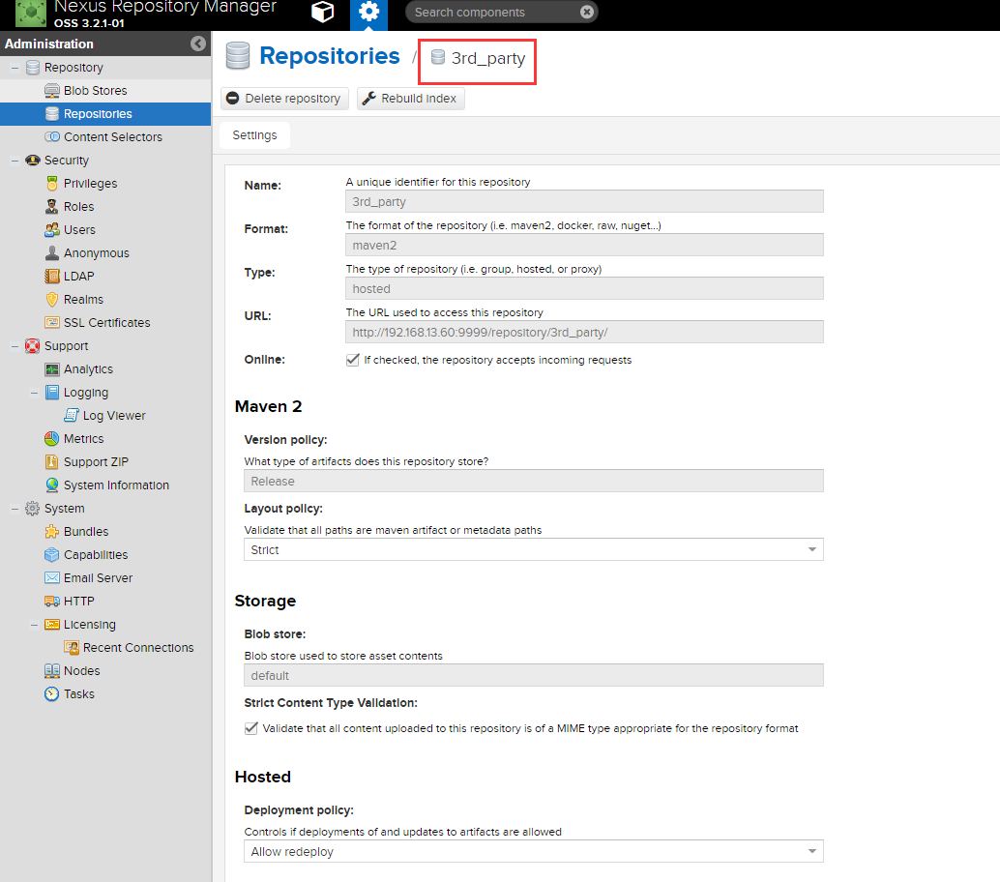 Nexus Repository Manager
OSS 3.2.1-01
Search components
Administration
Repository
Blob Stores
Repositories
Content Selectors
Security
Privileges
Roles
Users
Anonymous
LDAP
Realms
SSL Certificates
Support
Analytics
Logging
Log Viewer
Metrics
Support ZIP
System Information
System
Bundles
Capabilities
Email Server
HTTP
Licensing
Recent Connections
Nodes
Tasks
Repositories / 3rd_party
Delete repository Rebuild index
Settings
Name: A unique identifier for this repository
3rd_party
Format: The format of the repository (i.e. maven2, docker, raw, nuget...)
maven2
Type: The type of repository (i.e. group, hosted, or proxy)
hosted
URL: The URL used to access this repository
http://192.168.13.60:9999/repository/3rd_party/
Online: If checked, the repository accepts incoming requests
Maven 2
Version policy:
What type of artifacts does this repository store?
Release
Layout policy:
Validate that all paths are maven artifact or metadata paths
Strict
Storage
Blob store:
Blob store used to store asset contents
default
Strict Content Type Validation:
Validate that all content uploaded to this repository is of a MIME type appropriate for the repository format
Hosted
Deployment policy:
Controls if deployments of and updates to artifacts are allowed
Allow redeploy